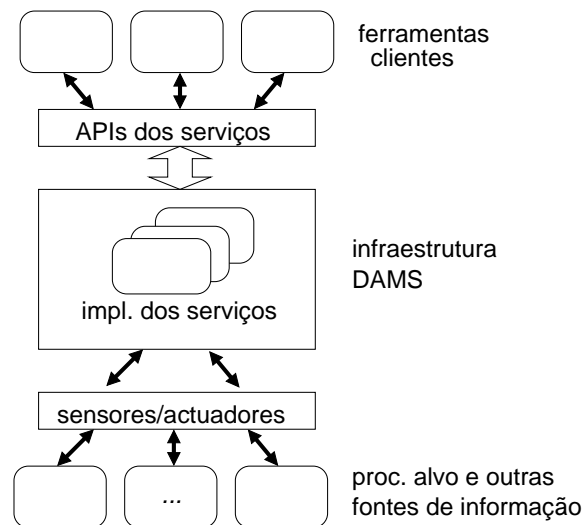 ferramentas
clientes
APIs dos serviços
infraestrutura
DAMS
impl. dos serviços
sensores/actuadores
...
proc. alvo e outras
fontes de informação